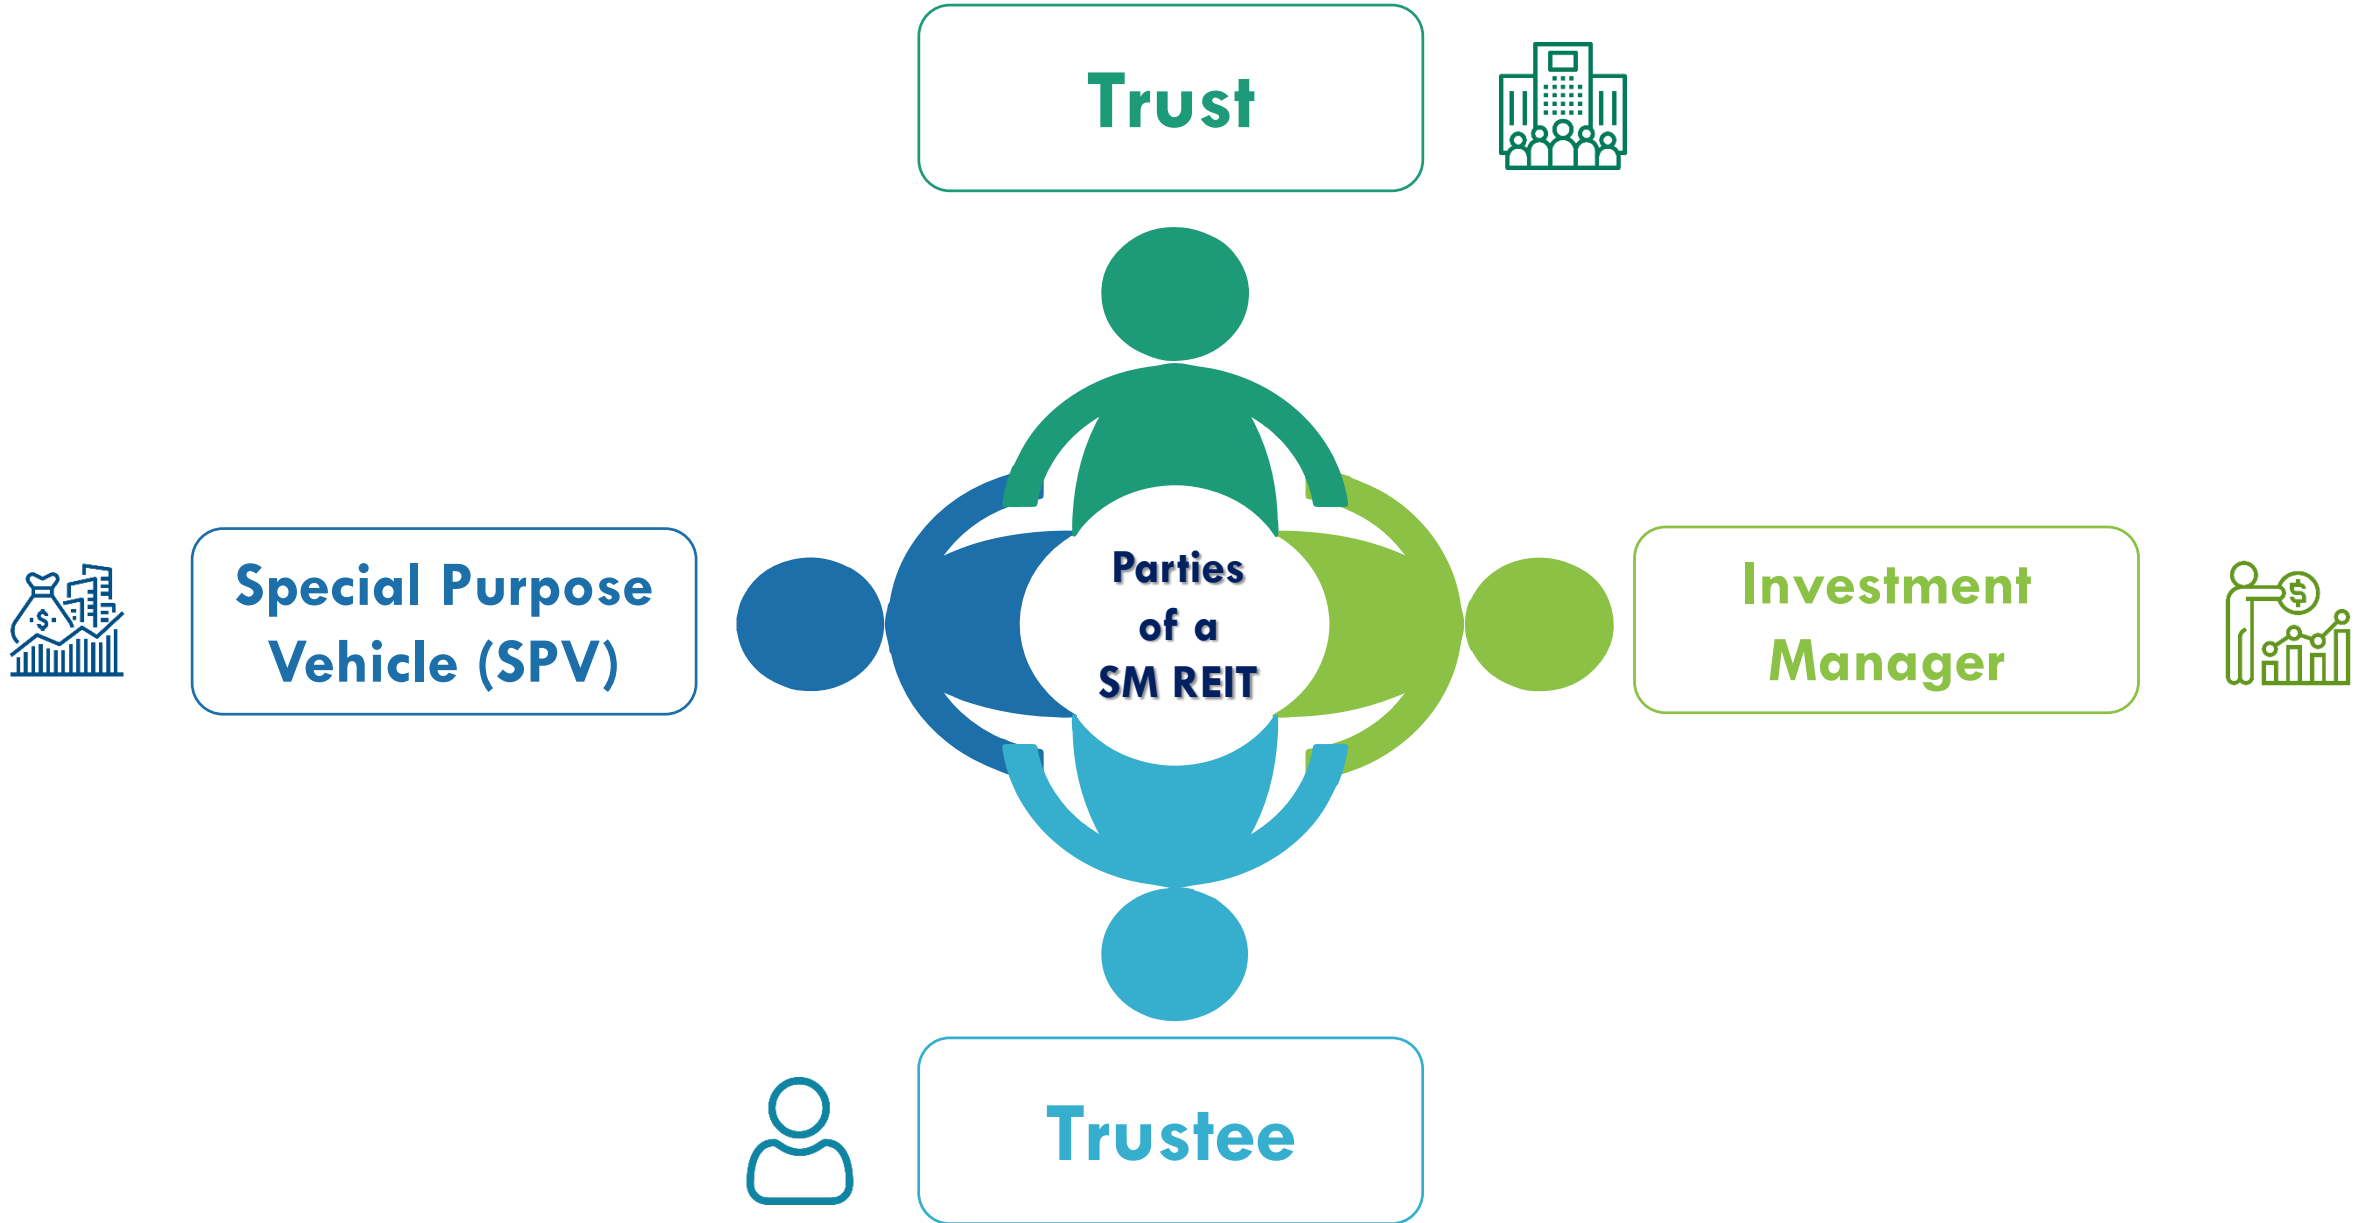 Trust
Special Purpose
Vehicle (SPV)
Parties
of a
SM REIT
Investment
Manager
Trustee